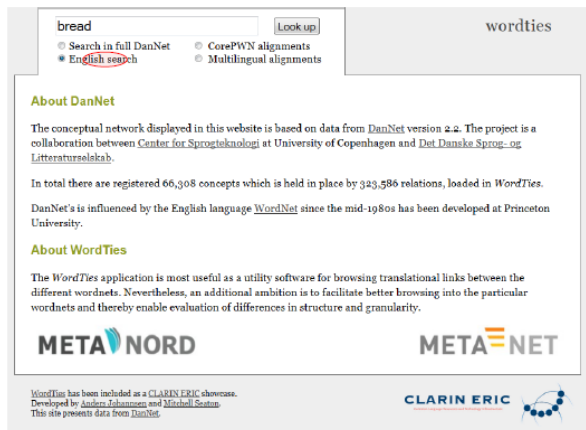 bread
Look up
wordties
Search in full DanNet
CorePWN alignments
English search
Multilingual alignments
About DanNet
The conceptual network displayed in this website is based on data from DanNet version 2.2. The project is a
collaboration between Center for Sprogteknologi at University of Copenhagen and Det Danske Sprog- og
Litteraturselskab.
In total there are registered 66,308 concepts which is held in place by 323,586 relations, loaded in WordTies.
DanNet's is influenced by the English language WordNet since the mid-1980s has been developed at Princeton
University.
About WordTies
The WordTies application is most useful as a utility software for browsing translational links between the
different wordnets. Nevertheless, an additional ambition is to facilitate better browsing into the particular
wordnets and thereby enable evaluation of differences in structure and granularity.
META NORD
META NET
WordTies has been included as a CLARIN ERIC showcase.
Developed by Anders Johannsen and Mitchell Seaton.
This site presents data from DanNet.
CLARIN ERIC